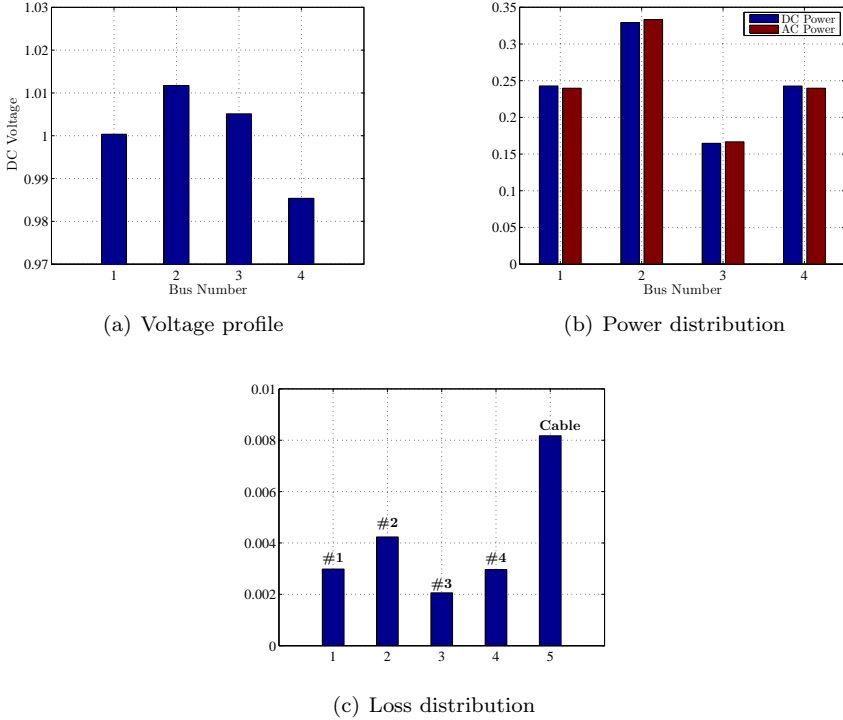 1.03
1.02
1.01
1
0.99
0.98
0.97
DC Voltage
1 2 3 4
Bus Number
(a) Voltage profile
0.35
0.3
0.25
0.2
0.15
0.1
0.05
0
DC Power
AC Power
1 2 3 4
Bus Number
(b) Power distribution
0.01
0.008
0.006
0.004
0.002
0
#1
#2
#3
#4
Cable
1 2 3 4 5
(c) Loss distribution